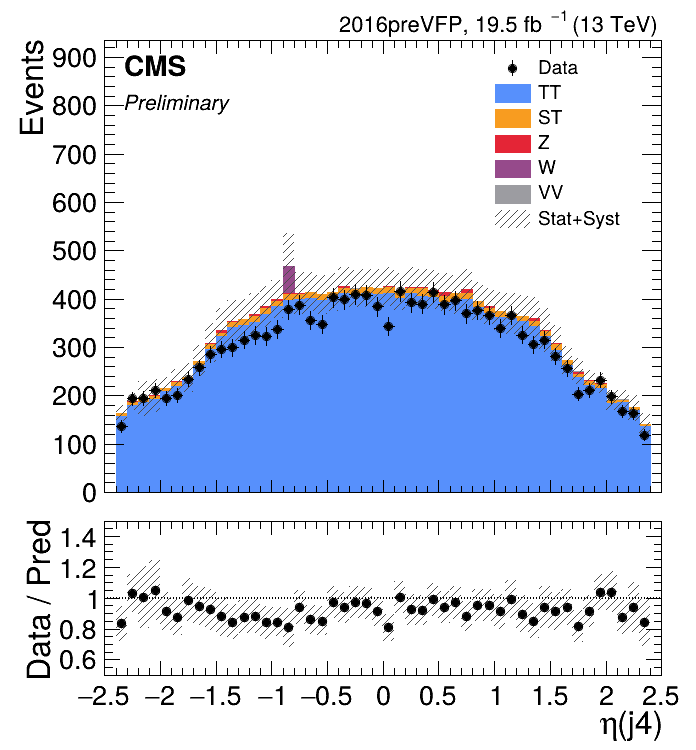 2016preVFP, 19.5 fb ⁻¹ (13 TeV)
CMS
Preliminary
Events
900
800
700
600
500
400
300
200
100
0
Data
TT
ST
Z
W
VV
Stat+Syst
Data / Pred
1.4
1.2
1
0.8
0.6
−2.5 −2 −1.5 −1 −0.5 0 0.5 1 1.5 2 2.5
η(j4)